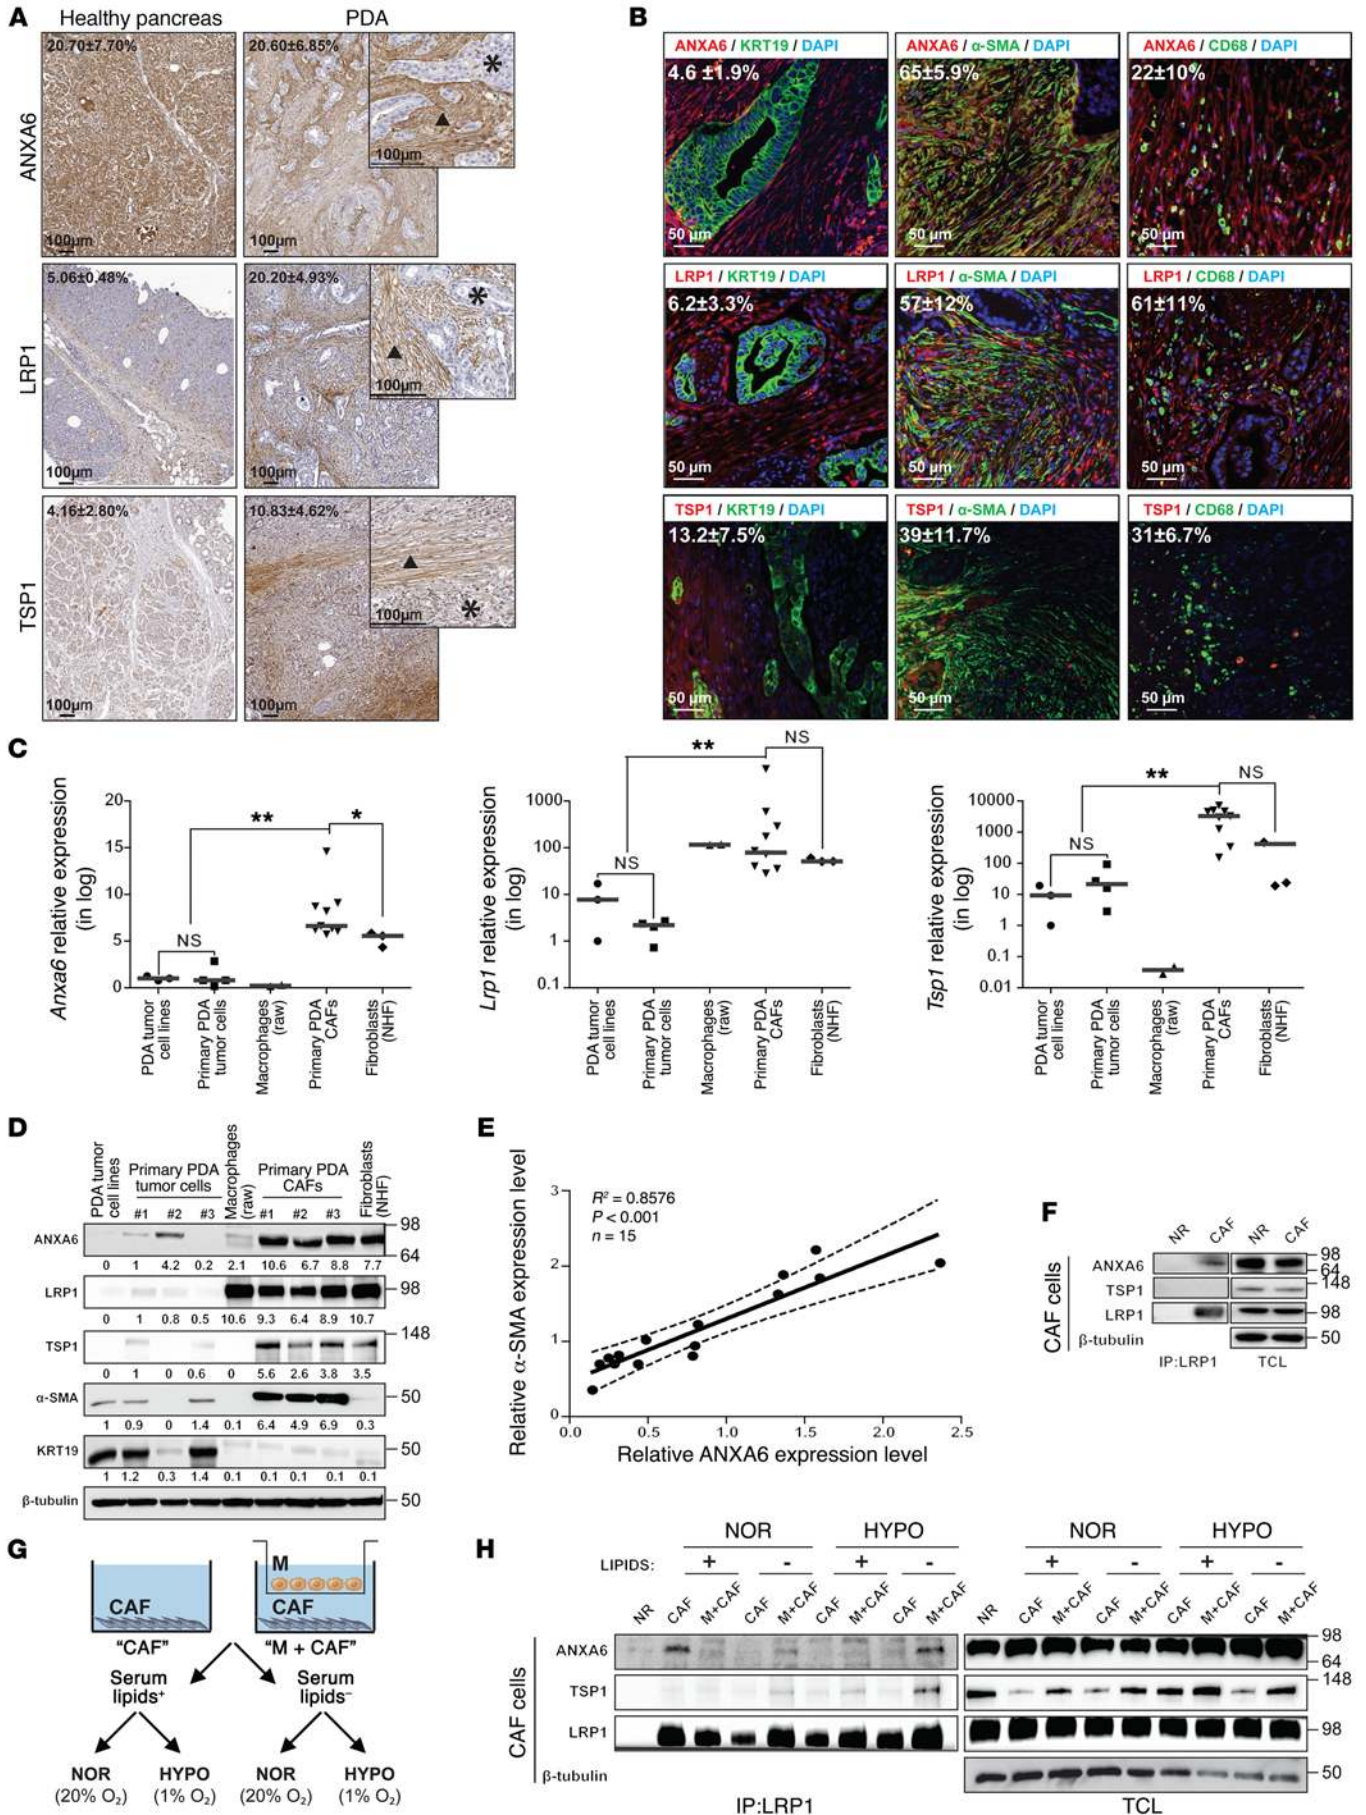 A
Healthy pancreas
PDA
ANXA6
20.70±7.70%
100µm
20.60±6.85%
100µm
100µm
LRP1
5.06±0.48%
100µm
20.20±4.93%
100µm
100µm
TSP1
4.16±2.80%
100µm
10.83±4.62%
100µm
100µm
B
ANXA6 / KRT19 / DAPI
4.6 ±1.9%
50 µm
ANXA6 / α-SMA / DAPI
65±5.9%
50 µm
ANXA6 / CD68 / DAPI
22±10%
50 µm
LRP1 / KRT19 / DAPI
6.2±3.3%
50 µm
LRP1 / α-SMA / DAPI
57±12%
50 µm
LRP1 / CD68 / DAPI
61±11%
50 µm
TSP1 / KRT19 / DAPI
13.2±7.5%
50 µm
TSP1 / α-SMA / DAPI
39±11.7%
50 µm
TSP1 / CD68 / DAPI
31±6.7%
50 µm
C
Anxa6 relative expression
(in log)
20
15
10
5
0
NS
**
*
PDA tumor
cell lines
Primary PDA
tumor cells
Macrophages
(raw)
Primary PDA
CAFs
Fibroblasts
(NHF)
Lrp1 relative expression
(in log)
1000
100
10
1
0.1
NS
**
NS
PDA tumor
cell lines
Primary PDA
tumor cells
Macrophages
(raw)
Primary PDA
CAFs
Fibroblasts
(NHF)
Tsp1 relative expression
(in log)
10000
1000
100
10
1
0.1
0.01
NS
**
NS
PDA tumor
cell lines
Primary PDA
tumor cells
Macrophages
(raw)
Primary PDA
CAFs
Fibroblasts
(NHF)
D
PDA tumor
cell lines
Primary PDA
tumor cells
#1 #2 #3
Macrophages
(raw)
Primary PDA
CAFs
#1 #2 #3
Fibroblasts
(NHF)
ANXA6
98
64
0 1 4.2 0.2 2.1 10.6 6.7 8.8 7.7
LRP1
98
0 1 0.8 0.5 10.6 9.3 6.4 8.9 10.7
TSP1
148
0 1 0 0.6 0 5.6 2.6 3.8 3.5
α-SMA
50
1 0.9 0 1.4 0.1 6.4 4.9 6.9 0.3
KRT19
50
1 1.2 0.3 1.4 0.1 0.1 0.1 0.1 0.1
β-tubulin
50
E
Relative α-SMA expression level
3
2
1
0
R² = 0.8576
P < 0.001
n = 15
0.0 0.5 1.0 1.5 2.0 2.5
Relative ANXA6 expression level
F
NR CAF NR CAF
CAF cells
ANXA6
98
64
TSP1
148
LRP1
98
β-tubulin
50
IP:LRP1 TCL
G
M
CAF
CAF
"CAF"
"M + CAF"
Serum
lipids⁺
Serum
lipids⁻
NOR
(20% O₂)
HYPO
(1% O₂)
NOR
(20% O₂)
HYPO
(1% O₂)
H
NOR HYPO NOR HYPO
LIPIDS: + - + - + - + -
NR CAF M+CAF CAF M+CAF CAF M+CAF CAF M+CAF
NR CAF M+CAF CAF M+CAF CAF M+CAF CAF M+CAF
CAF cells
ANXA6
98
64
TSP1
148
LRP1
98
β-tubulin
50
IP:LRP1
TCL